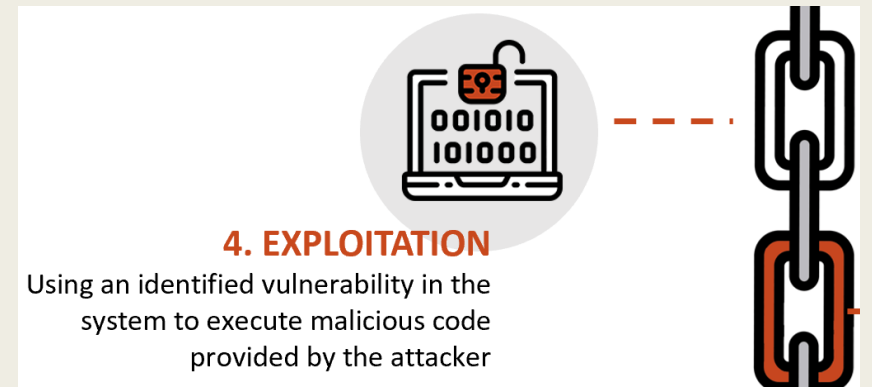 001010
101000
4. EXPLOITATION
Using an identified vulnerability in the
system to execute malicious code
provided by the attacker